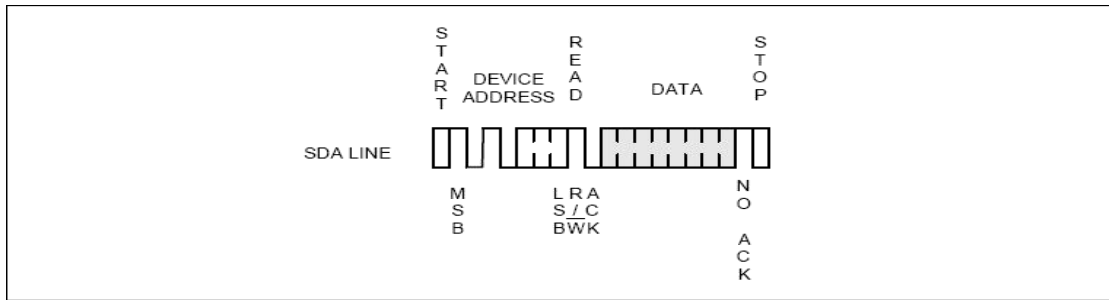 START
DEVICE
ADDRESS
READ
DATA
STOP
SDA LINE
MSB
LSB
R/W
ACK
NO ACK